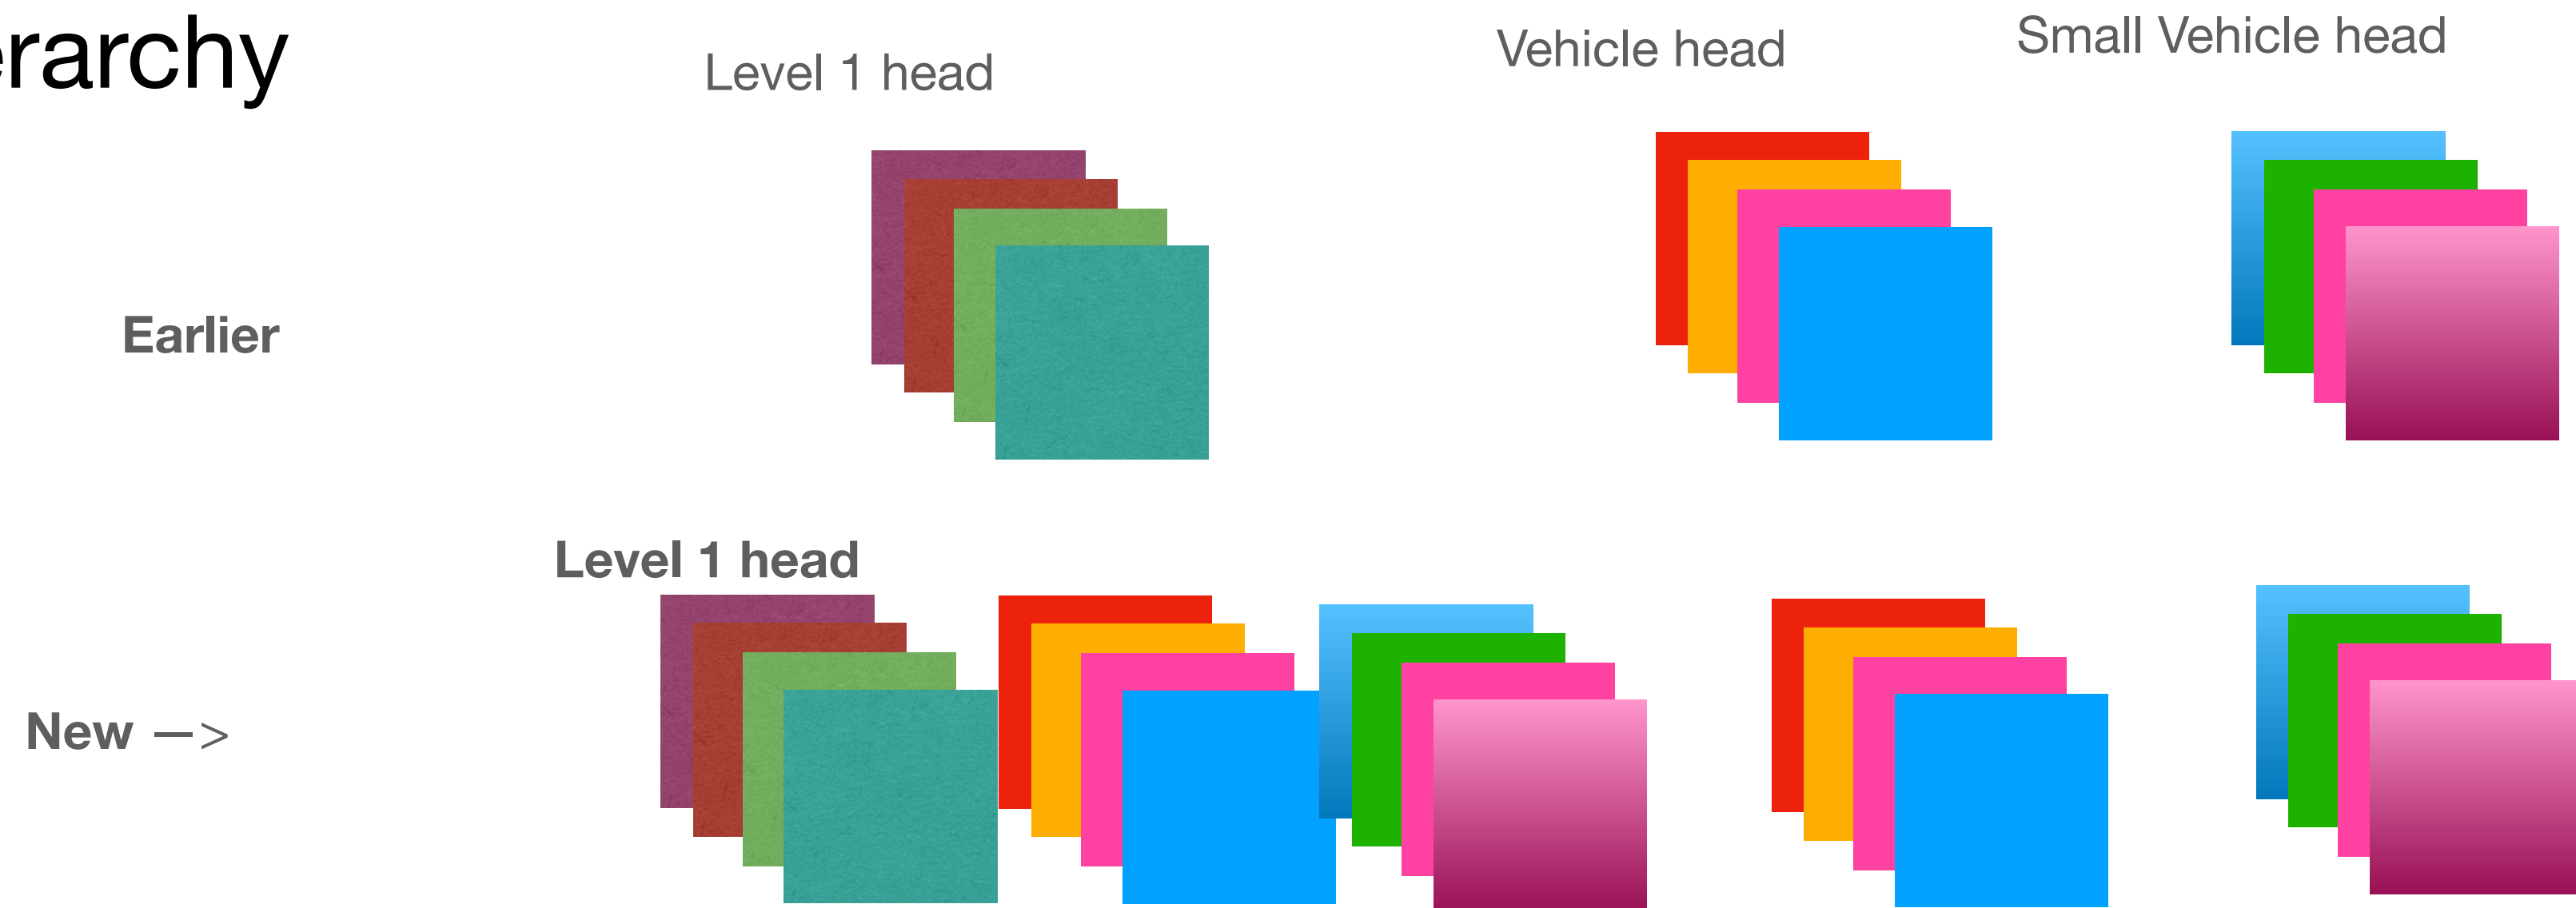 erarchy
Level 1 head
Vehicle head
Small Vehicle head
Earlier
Level 1 head
New —>